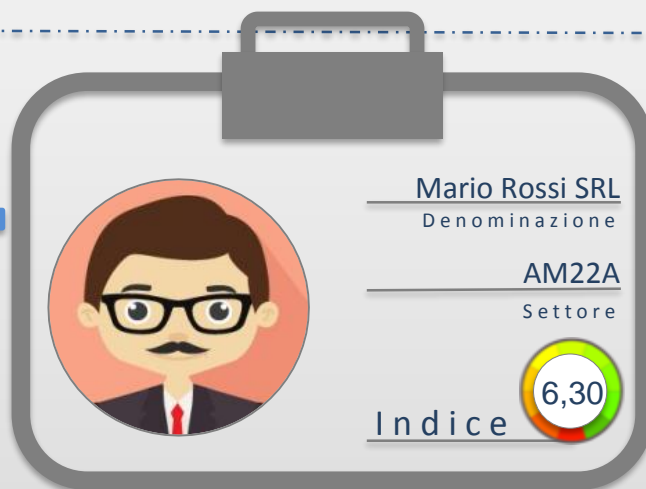 Mario Rossi SRL
Denominazione
AM22A
Settore
6,30
Indice